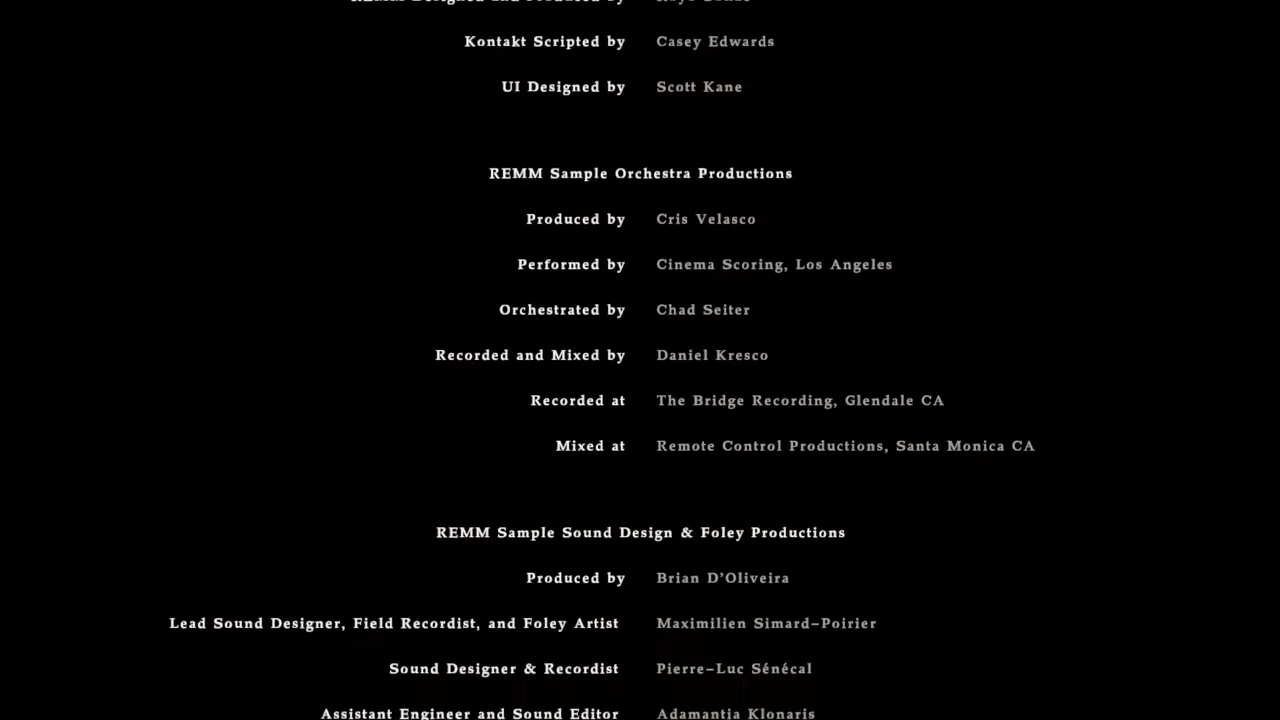 Kontakt Scripted by Casey Edwards
UI Designed by Scott Kane
REMM Sample Orchestra Productions
Produced by Cris Velasco
Performed by Cinema Scoring, Los Angeles
Orchestrated by Chad Seiter
Recorded and Mixed by Daniel Kresco
Recorded at The Bridge Recording, Glendale CA
Mixed at Remote Control Productions, Santa Monica CA
REMM Sample Sound Design & Foley Productions
Produced by Brian D’Oliveira
Lead Sound Designer, Field Recordist, and Foley Artist Maximilien Simard–Poirier
Sound Designer & Recordist Pierre–Luc Sénécal
Assistant Engineer and Sound Editor Adamantia Klonaris